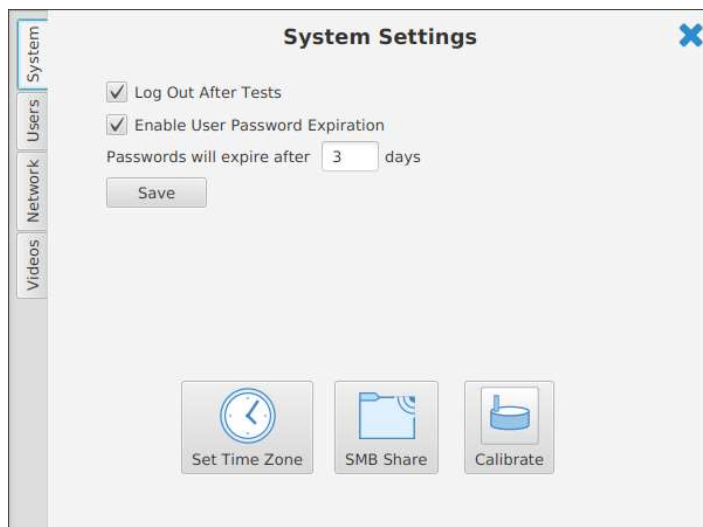 System Settings
System
Users
Network
Videos
Log Out After Tests
Enable User Password Expiration
Passwords will expire after 3 days
Save
Set Time Zone
SMB Share
Calibrate